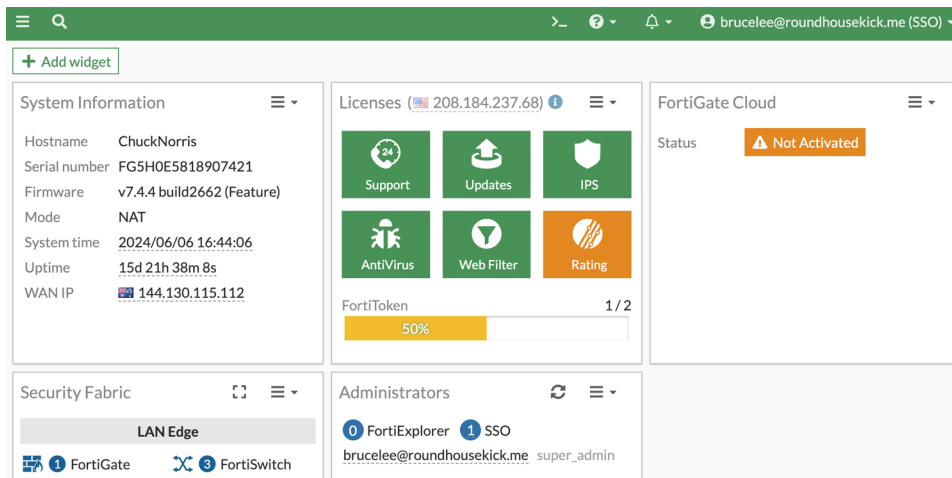 >_ ? brucelee@roundhousekick.me (SSO)
+ Add widget
System Information
Hostname ChuckNorris
Serial number FG5H0E5818907421
Firmware v7.4.4 build2662 (Feature)
Mode NAT
System time 2024/06/06 16:44:06
Uptime 15d 21h 38m 8s
WAN IP 144.130.115.112
Licenses (208.184.237.68) i
24
Support Updates IPS
AntiVirus Web Filter Rating
FortiToken 1 / 2
50%
FortiGate Cloud
Status Not Activated
Security Fabric
LAN Edge
1 FortiGate 3 FortiSwitch
Administrators
0 FortiExplorer 1 SSO
brucelee@roundhousekick.me super_admin